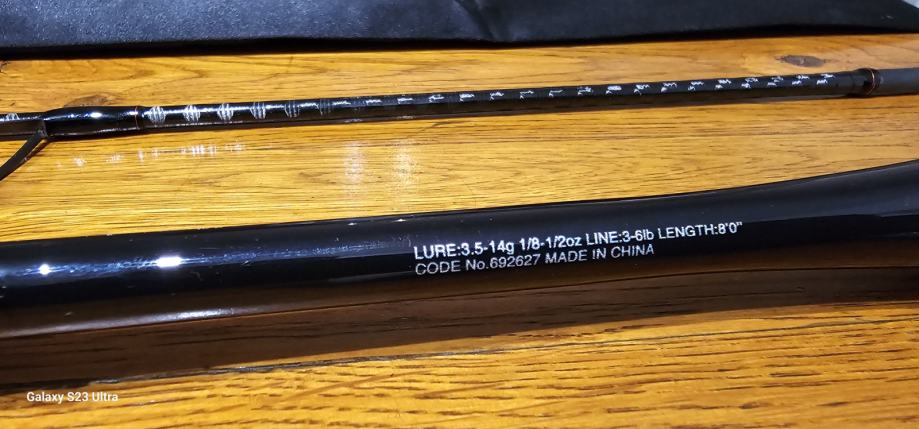 LURE:3.5-14g 1/8-1/2oz LINE:3-6lb LENGTH:8'0"
CODE No.692627 MADE IN CHINA
Galaxy S23 Ultra